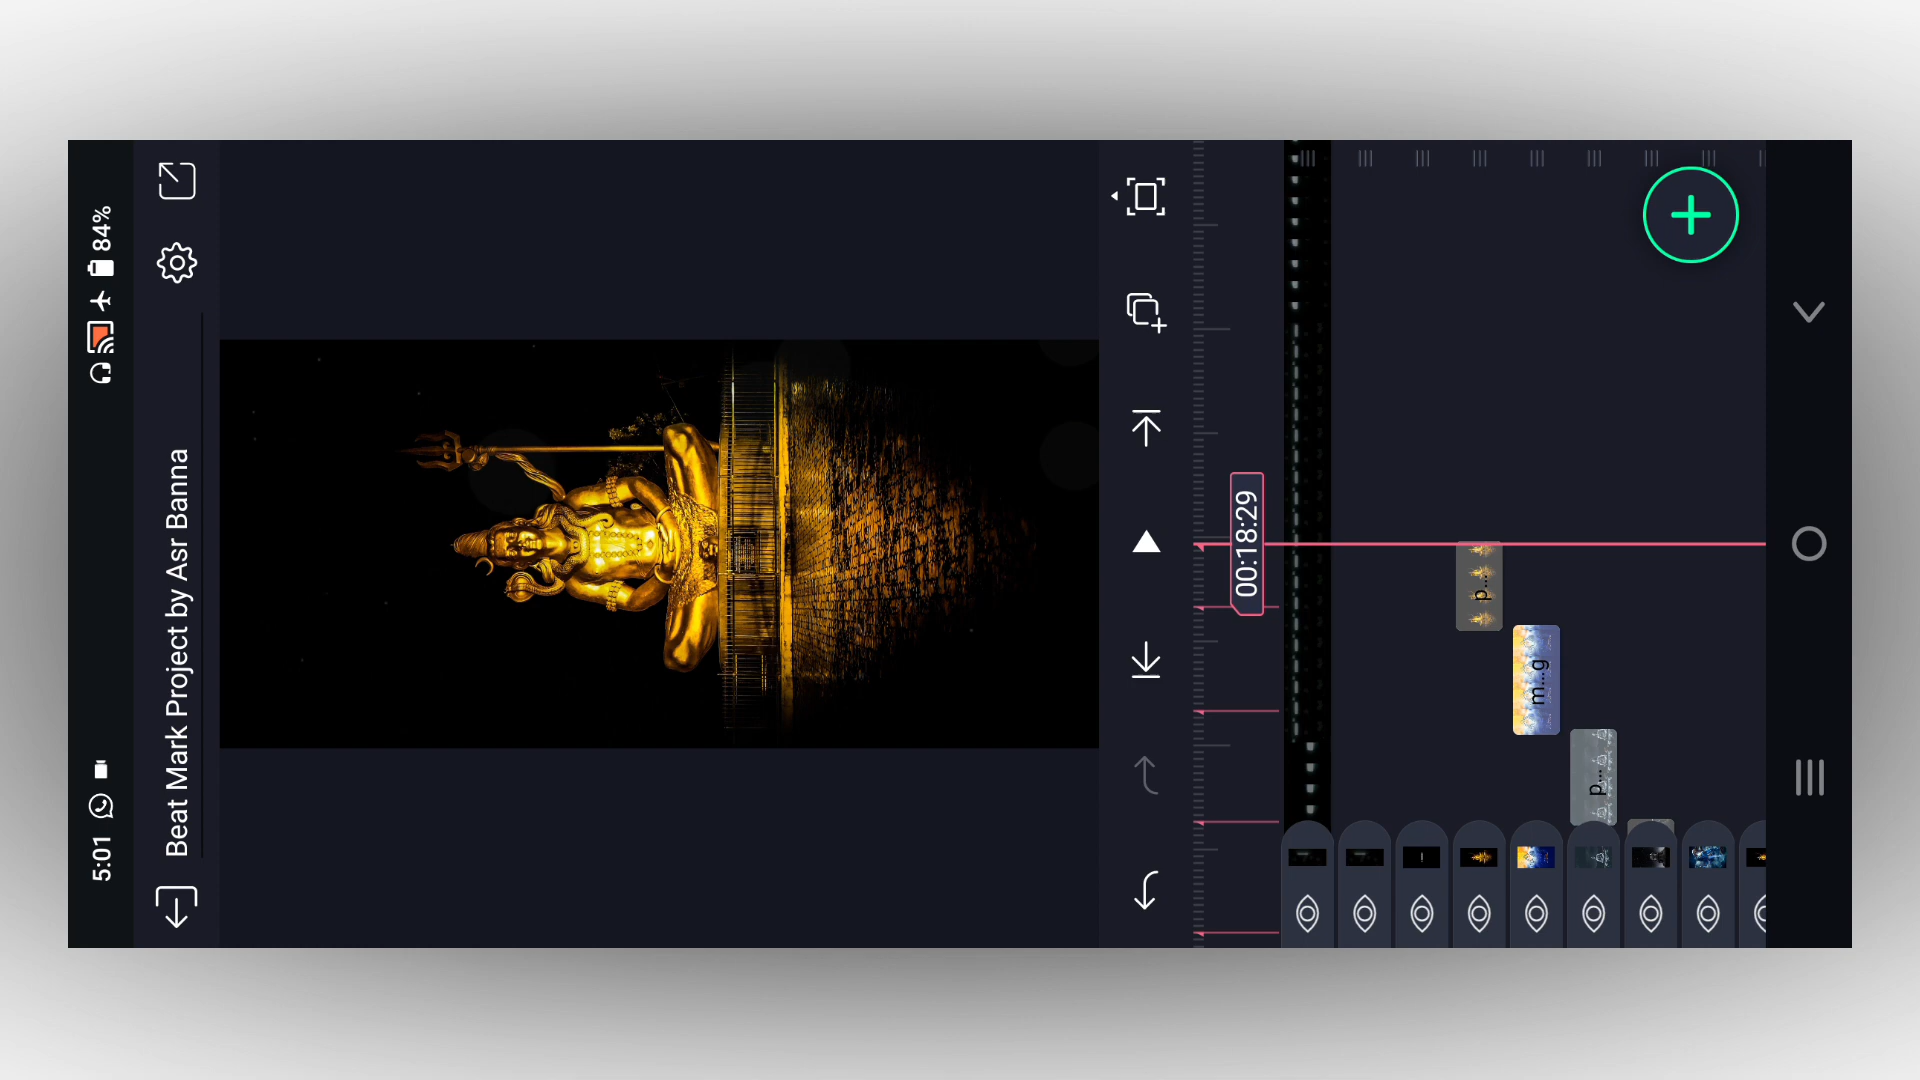 5:01 84%
Beat Mark Project by Asr Banna
00:18:29
p...
m...g
p...